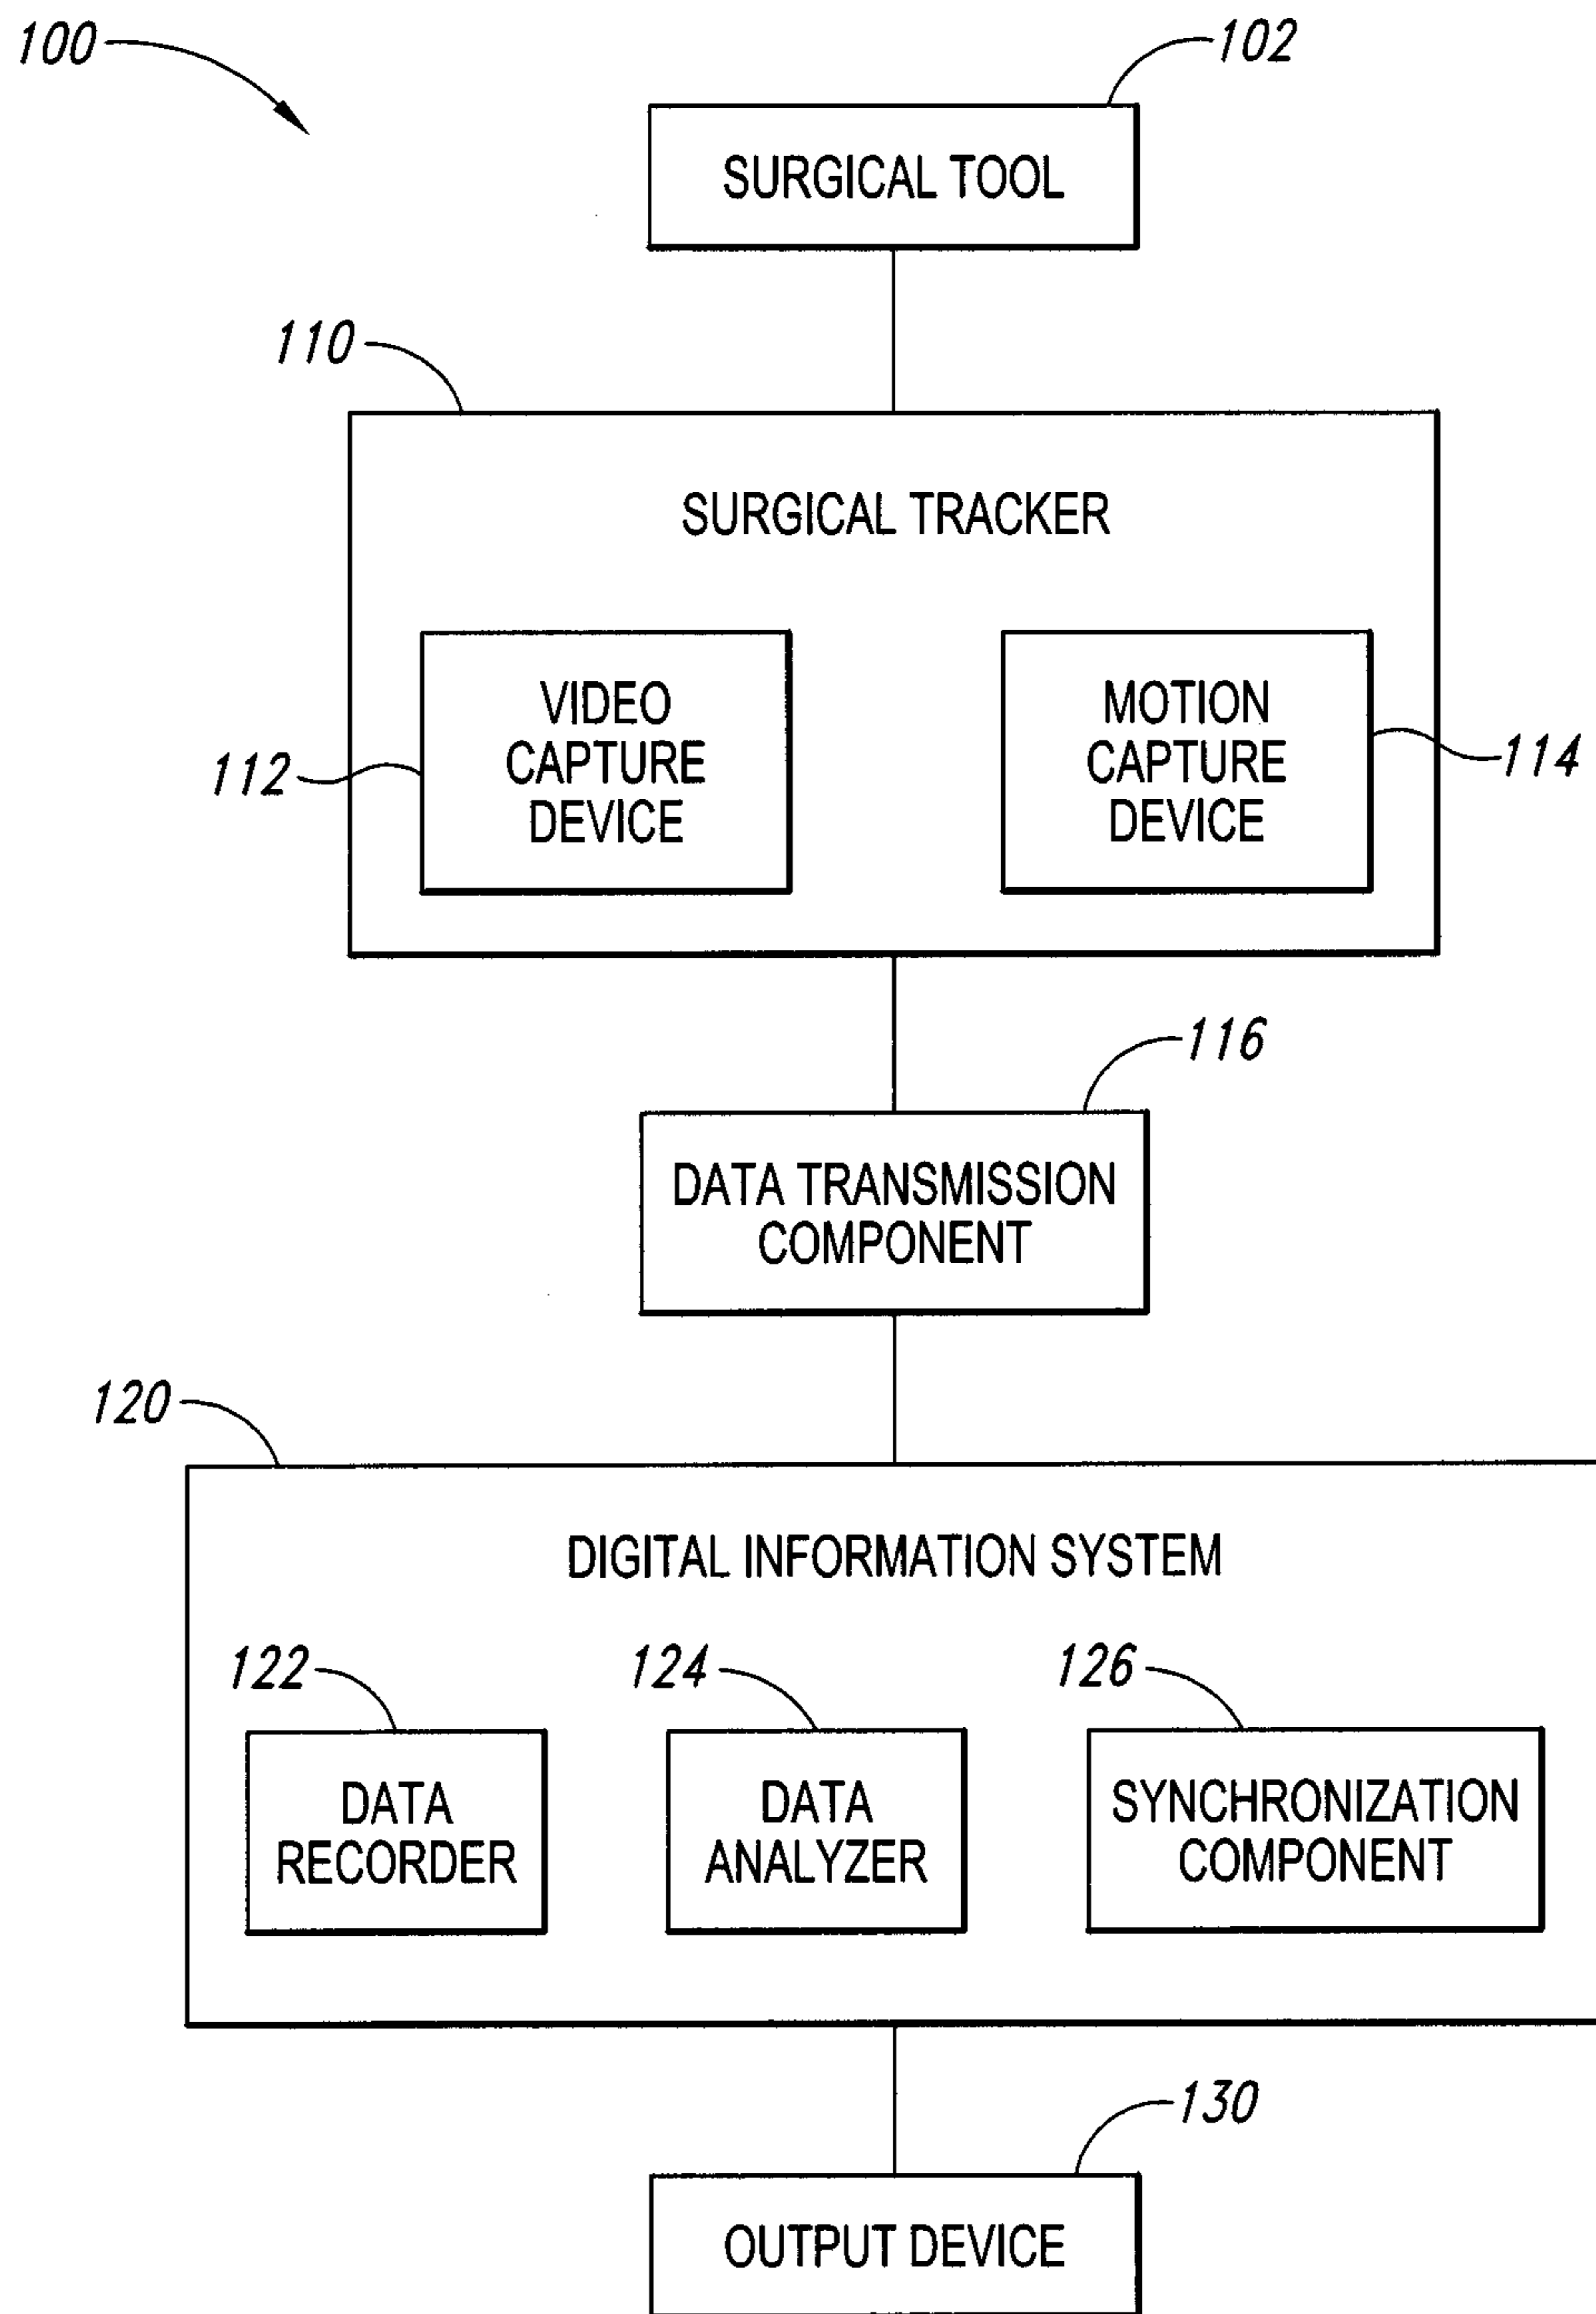 100
102
SURGICAL TOOL
110
SURGICAL TRACKER
VIDEO
CAPTURE
DEVICE
112
MOTION
CAPTURE
DEVICE
114
116
DATA TRANSMISSION
COMPONENT
120
DIGITAL INFORMATION SYSTEM
122
124
126
DATA
RECORDER
DATA
ANALYZER
SYNCHRONIZATION
COMPONENT
130
OUTPUT DEVICE